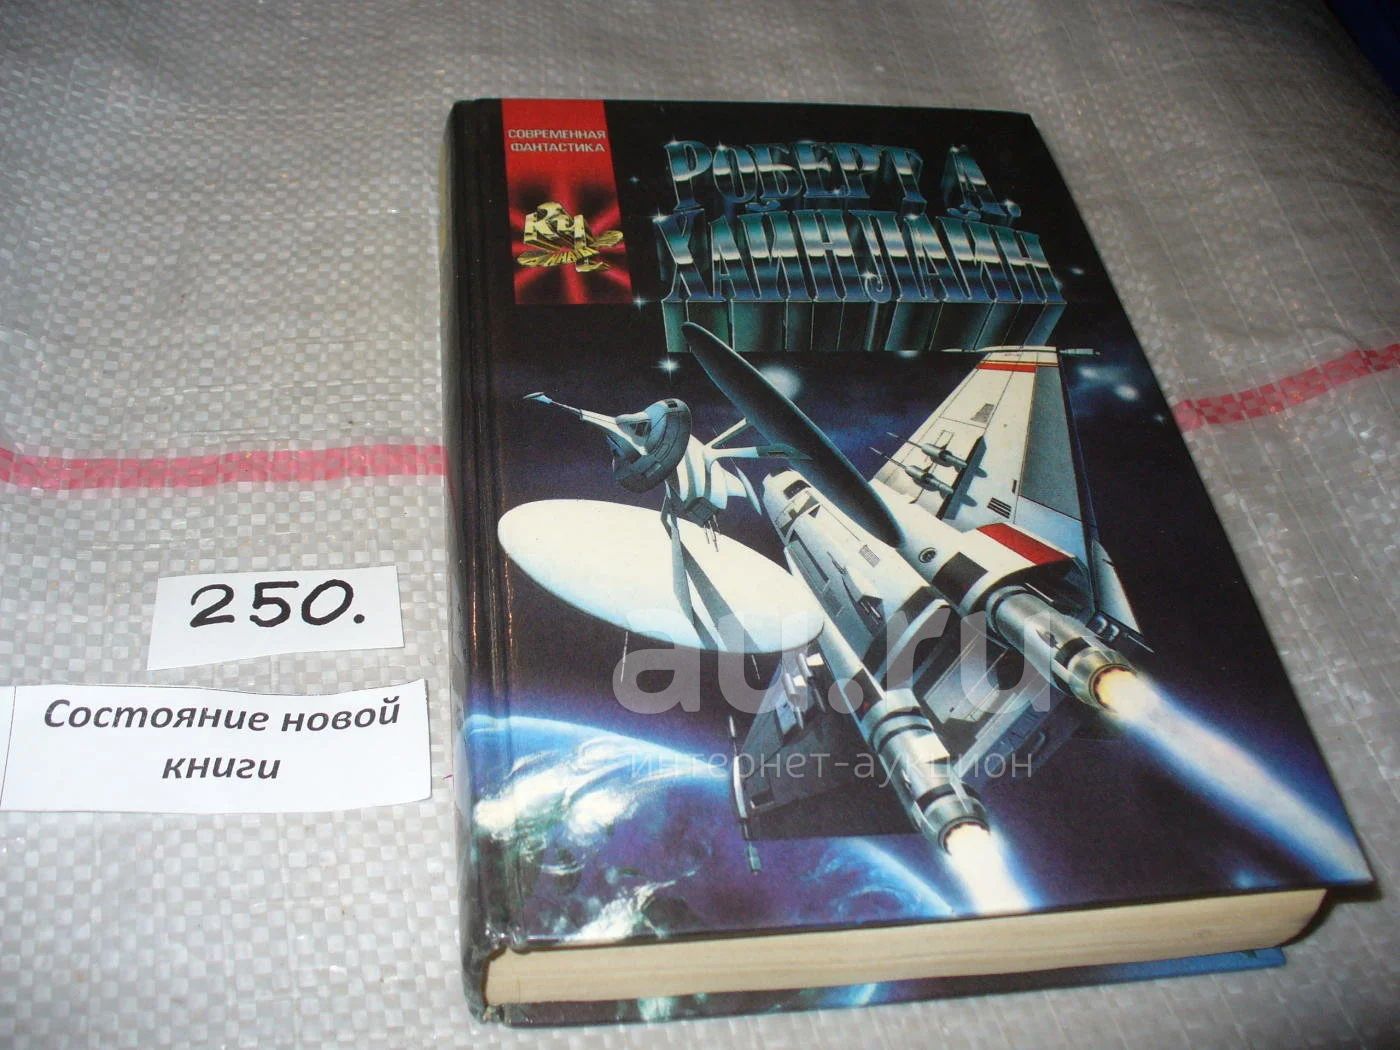 СОВРЕМЕННАЯ
ФАНТАСТИКА
РОБЕРТ А.
ХАЙНЛАЙН
250.
Состояние новой
книги
au.ru
интернет-аукцион